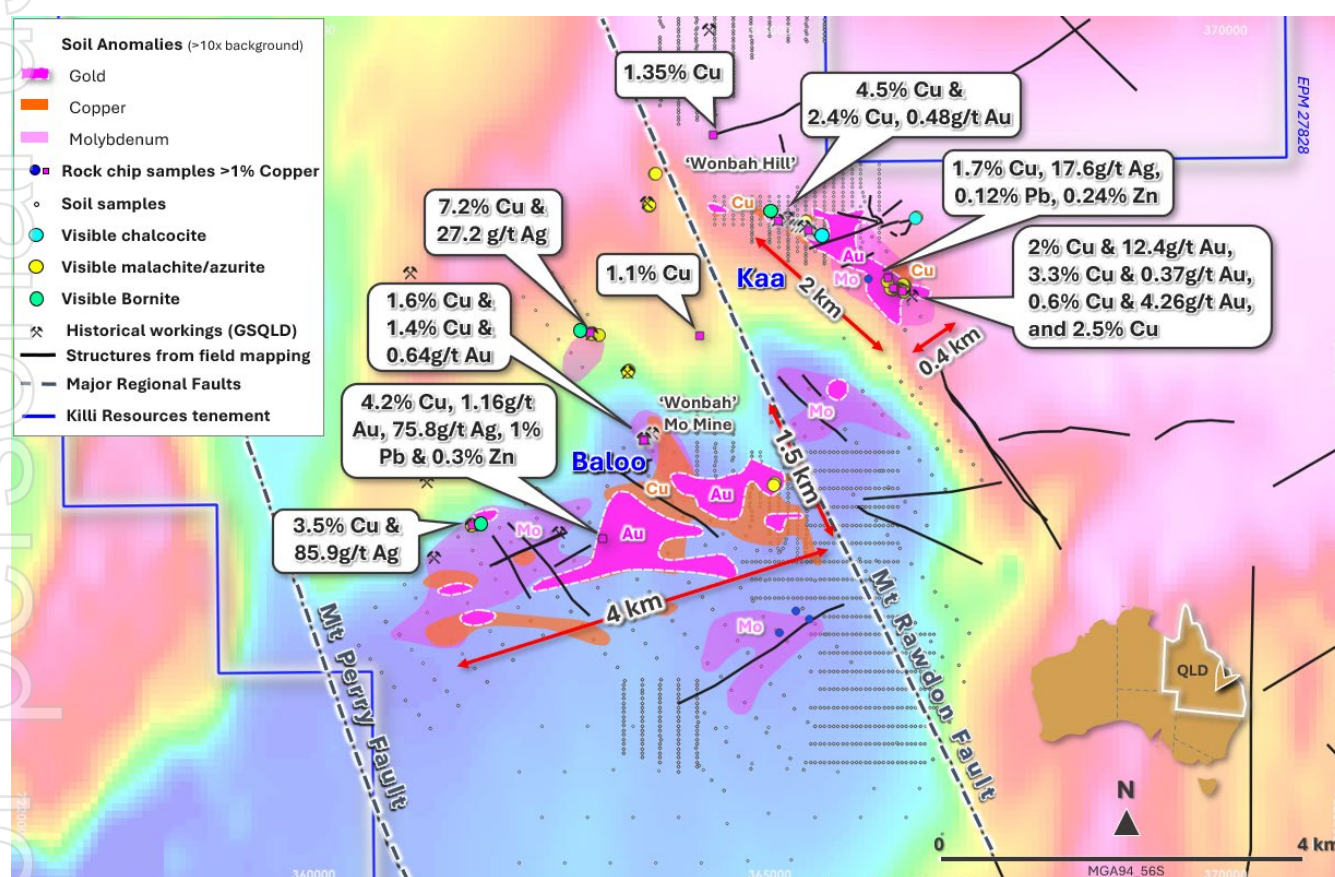 Soil Anomalies (>10x background)
Gold
Copper
Molybdenum
Rock chip samples >1% Copper
Soil samples
Visible chalcocite
Visible malachite/azurite
Visible Bornite
Historical workings (GSQLD)
Structures from field mapping
Major Regional Faults
Killi Resources tenement
365000
370000
EPM 27828
1.35% Cu
4.5% Cu &
2.4% Cu, 0.48g/t Au
'Wonbah Hill'
1.7% Cu, 17.6g/t Ag,
0.12% Pb, 0.24% Zn
7.2% Cu &
27.2 g/t Ag
Cu
Au
Mo
Cu
2% Cu & 12.4g/t Au,
3.3% Cu & 0.37g/t Au,
0.6% Cu & 4.26g/t Au,
and 2.5% Cu
1.1% Cu
Kaa
2 km
0.4 km
1.6% Cu &
1.4% Cu &
0.64g/t Au
4.2% Cu, 1.16g/t
Au, 75.8g/t Ag, 1%
Pb & 0.3% Zn
'Wonbah'
Mo Mine
Mo
1.5 km
Baloo
Cu
Au
Au
Mo
3.5% Cu &
85.9g/t Ag
4 km
Mo
Mt Perry Fault
Mt Rawdon Fault
QLD
N
0
4 km
MGA94_56S
360000
365000
370000